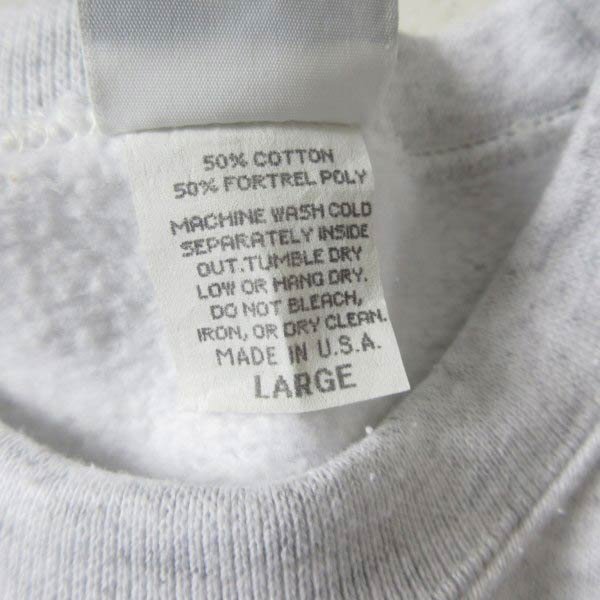 50% COTTON
50% FORTREL POLY
MACHINE WASH COLD
SEPARATELY INSIDE
OUT. TUMBLE DRY
LOW OR HANG DRY.
DO NOT BLEACH,
IRON, OR DRY CLEAN.
MADE IN U.S.A.
LARGE